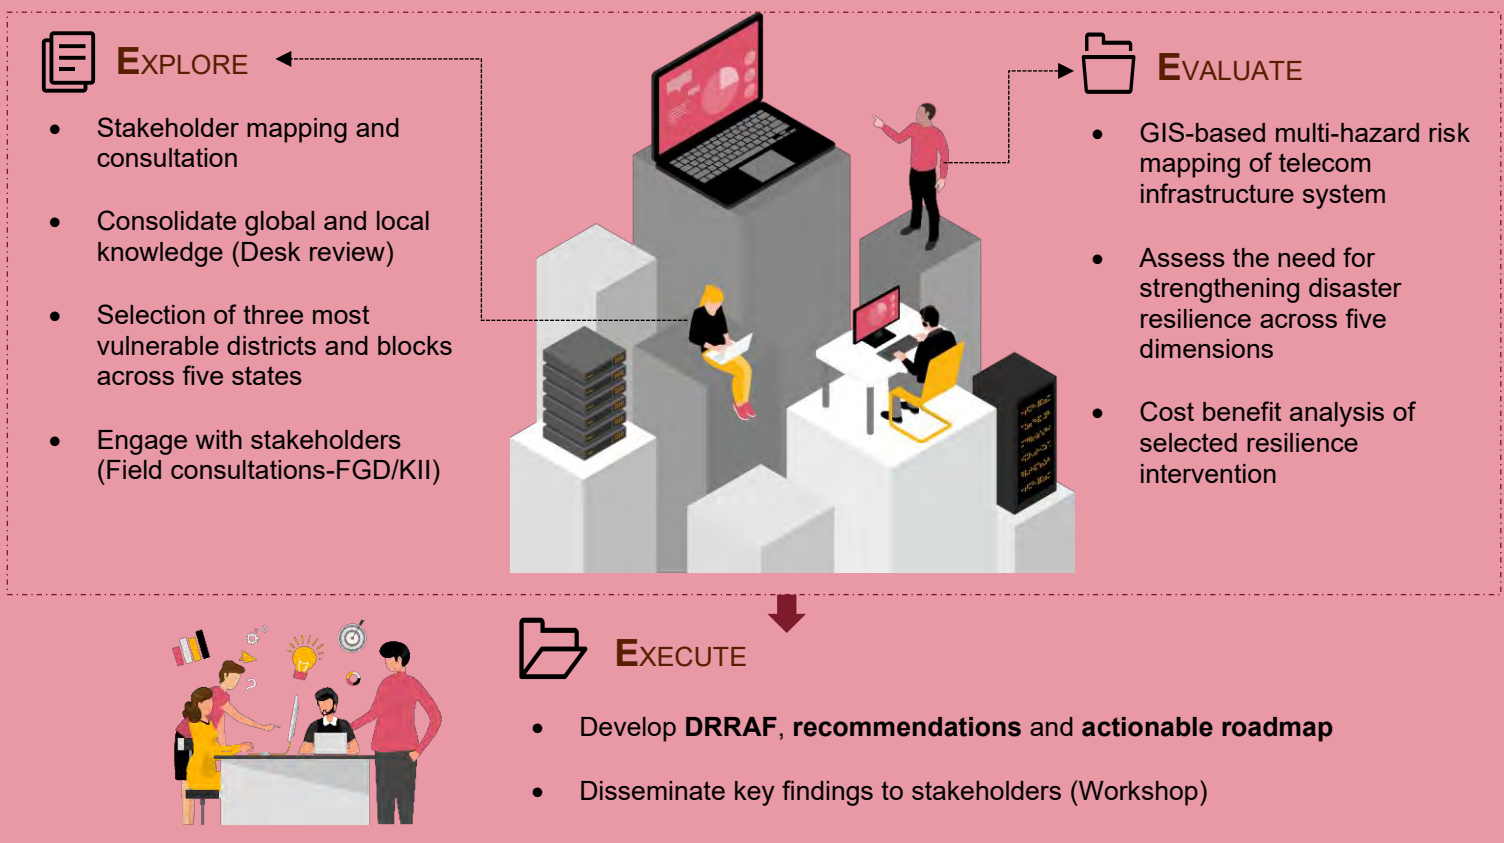 EXPLORE
• Stakeholder mapping and
consultation
• Consolidate global and local
knowledge (Desk review)
• Selection of three most
vulnerable districts and blocks
across five states
• Engage with stakeholders
(Field consultations-FGD/KII)
EVALUATE
• GIS-based multi-hazard risk
mapping of telecom
infrastructure system
• Assess the need for
strengthening disaster
resilience across five
dimensions
• Cost benefit analysis of
selected resilience
intervention
EXECUTE
• Develop DRRAF, recommendations and actionable roadmap
• Disseminate key findings to stakeholders (Workshop)